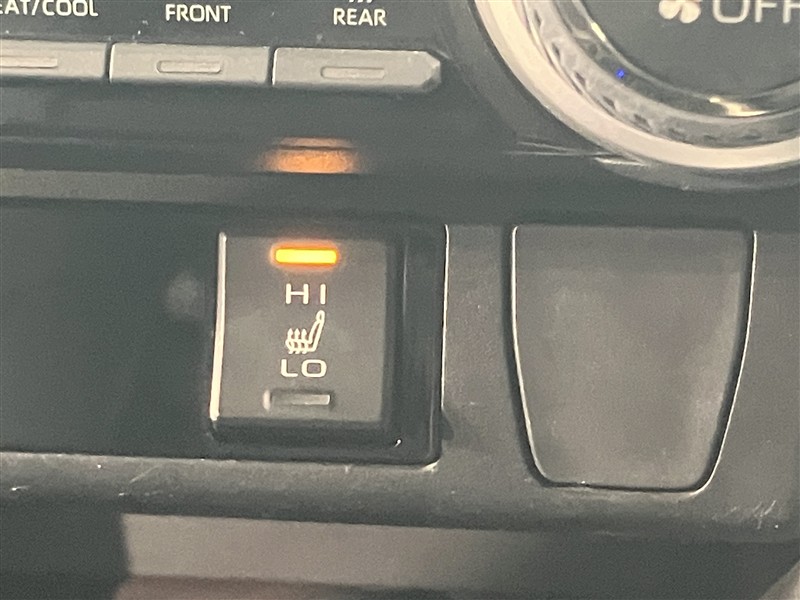 EAT/COOL
FRONT
REAR
OFF
HI
LO